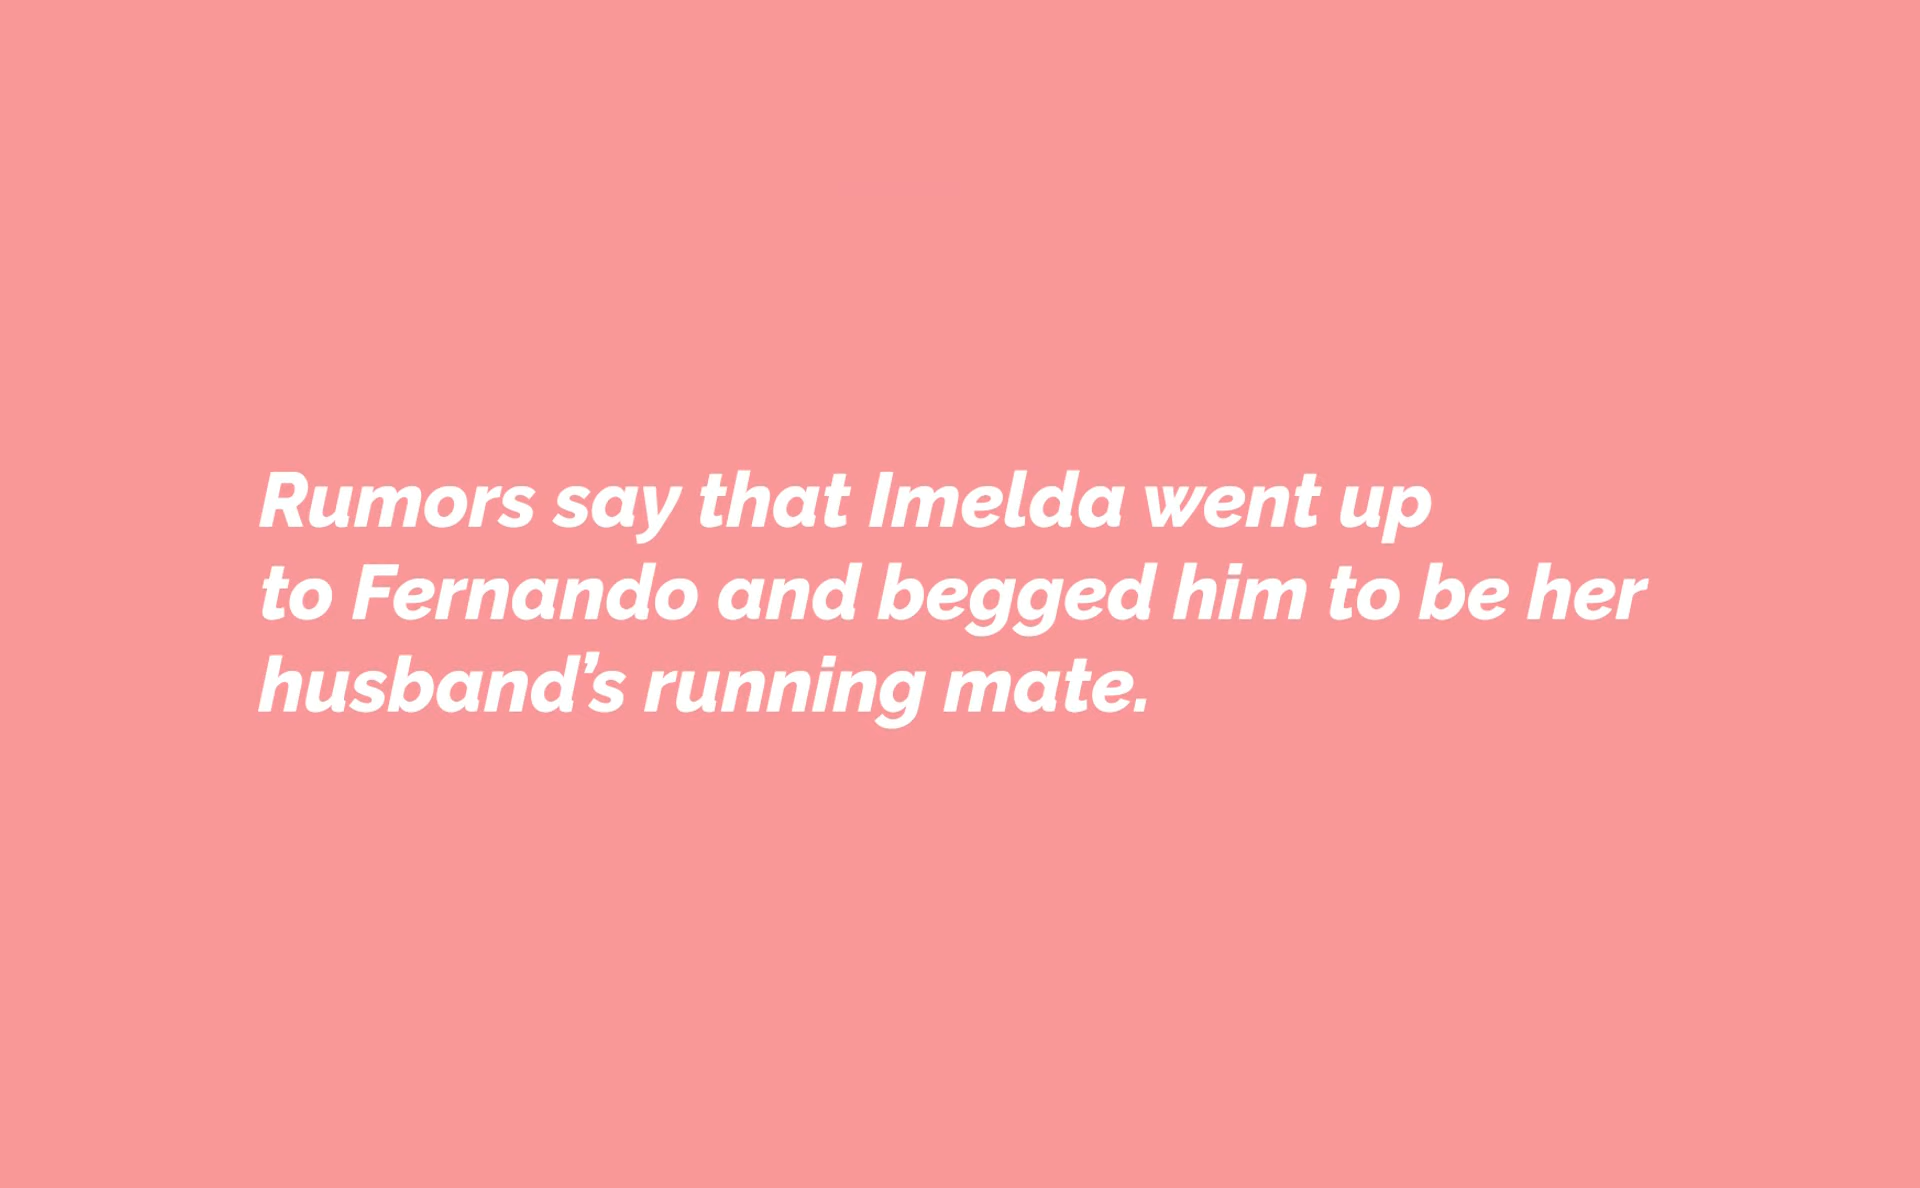 Rumors say that Imelda went up
to Fernando and begged him to be her
husband’s running mate.